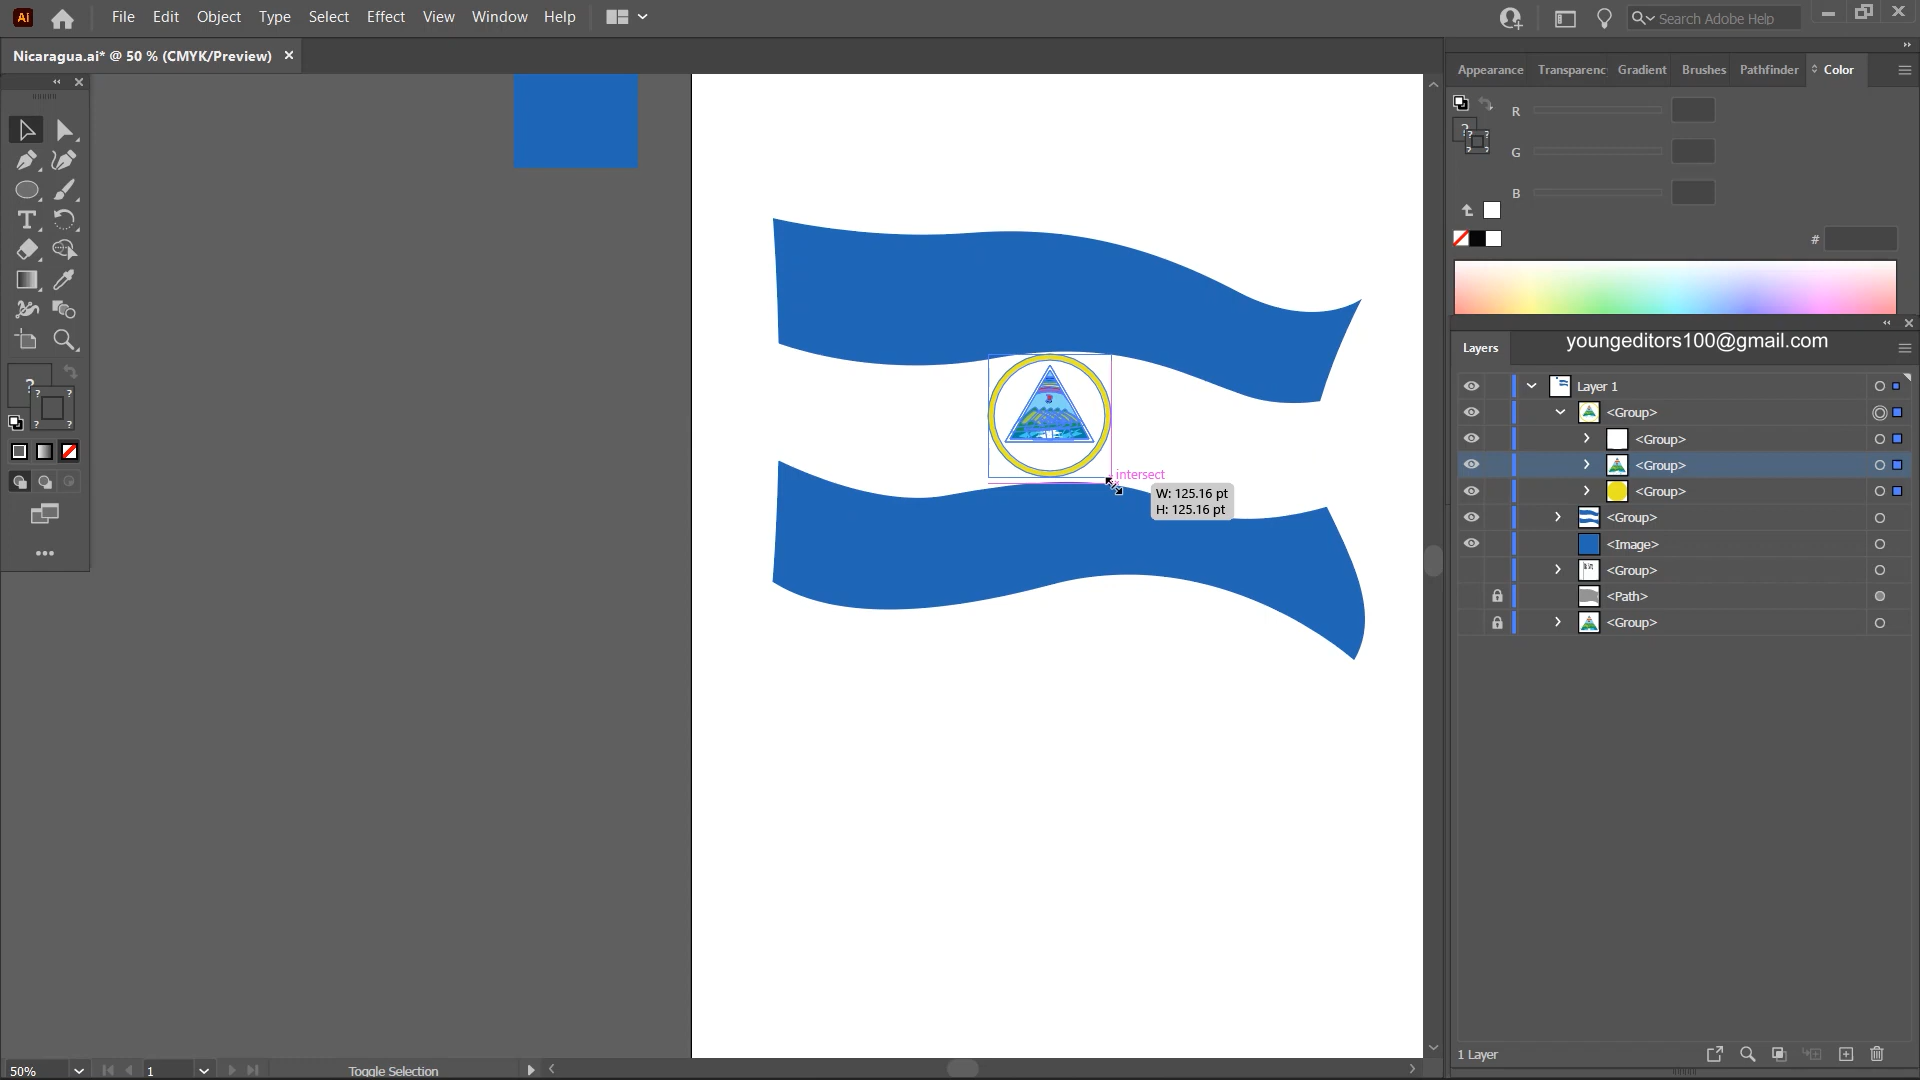 Ai File Edit Object Type Select Effect View Window Help Search Adobe Help
Nicaragua.ai* @ 50 % (CMYK/Preview)
Appearance Transparenc Gradient Brushes Pathfinder Color
R
G
B
#
youngeditors100@gmail.com
Layers
Layer 1
<Group>
<Group>
<Group>
<Group>
<Group>
<Image>
<Group>
<Path>
<Group>
intersect
W: 125.16 pt
H: 125.16 pt
1 Layer
50% 1 Toggle Selection